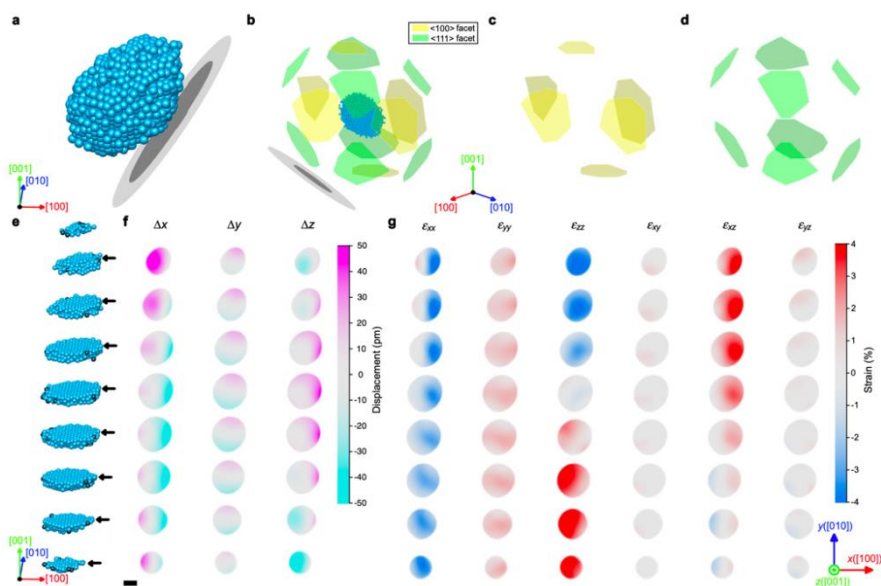 a
b
c
d
<100> facet
<111> facet
[001]
[010]
[100]
[001]
[100]
[010]
e
f
Δx
Δy
Δz
g
εxx
εyy
εzz
εxy
εxz
εyz
50
40
30
20
10
0
-10
-20
-30
-40
-50
Displacement (pm)
4
3
2
1
0
-1
-2
-3
-4
Strain (%)
[001]
[010]
[100]
y([010])
x([100])
z([001])